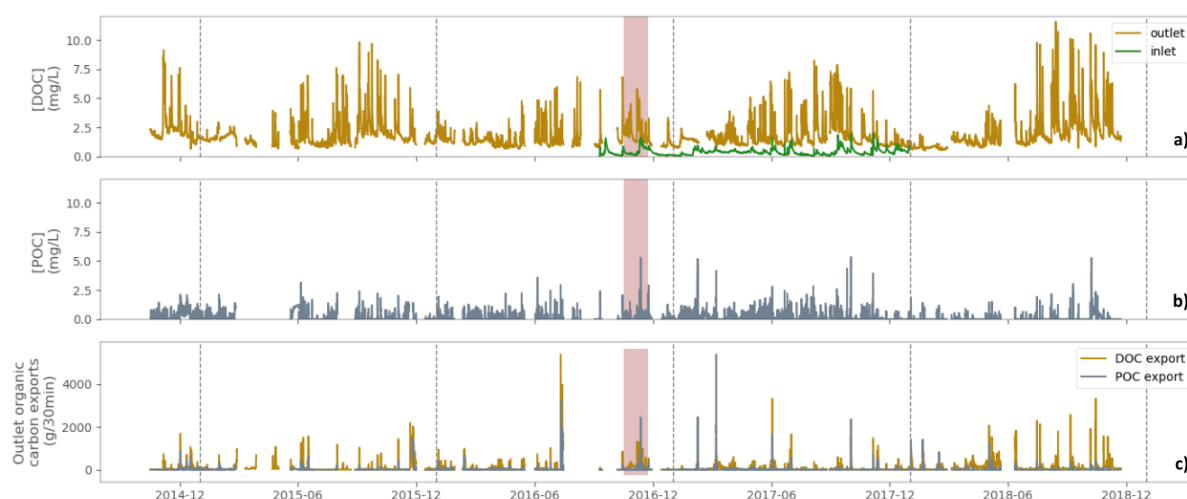 [DOC]
(mg/L)
10.0
7.5
5.0
2.5
0.0
outlet
inlet
a)
[POC]
(mg/L)
10.0
7.5
5.0
2.5
0.0
b)
Outlet organic
carbon exports
(g/30min)
4000
2000
0
DOC export
POC export
c)
2014-12 2015-06 2015-12 2016-06 2016-12 2017-06 2017-12 2018-06 2018-12